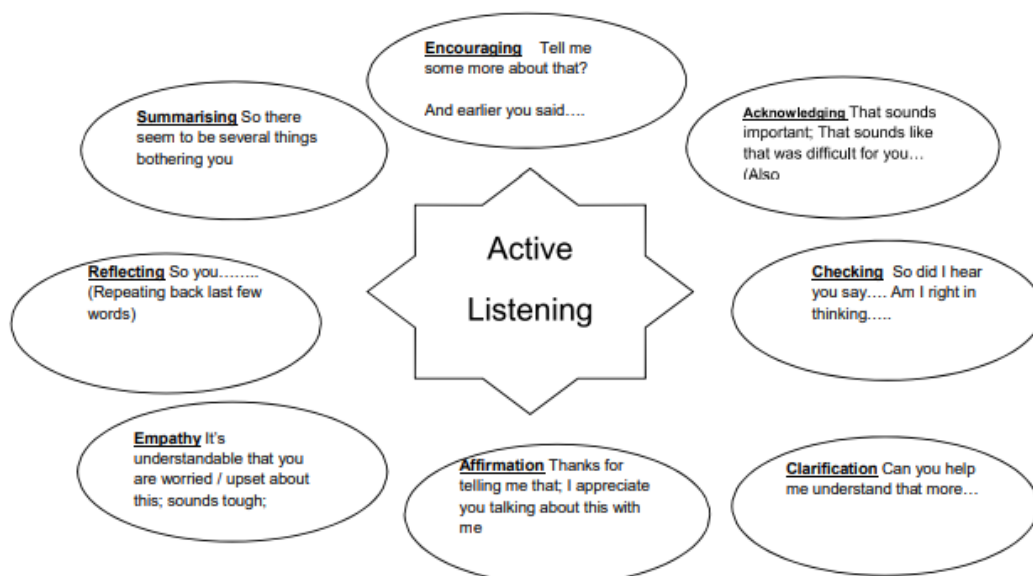 Encouraging Tell me
some more about that?
And earlier you said….
Summarising So there
seem to be several things
bothering you
Acknowledging That sounds
important; That sounds like
that was difficult for you…
(Also
Active
Listening
Reflecting So you……..
(Repeating back last few
words)
Checking So did I hear
you say…. Am I right in
thinking…..
Empathy It's
understandable that you
are worried / upset about
this; sounds tough;
Affirmation Thanks for
telling me that; I appreciate
you talking about this with
me
Clarification Can you help
me understand that more…